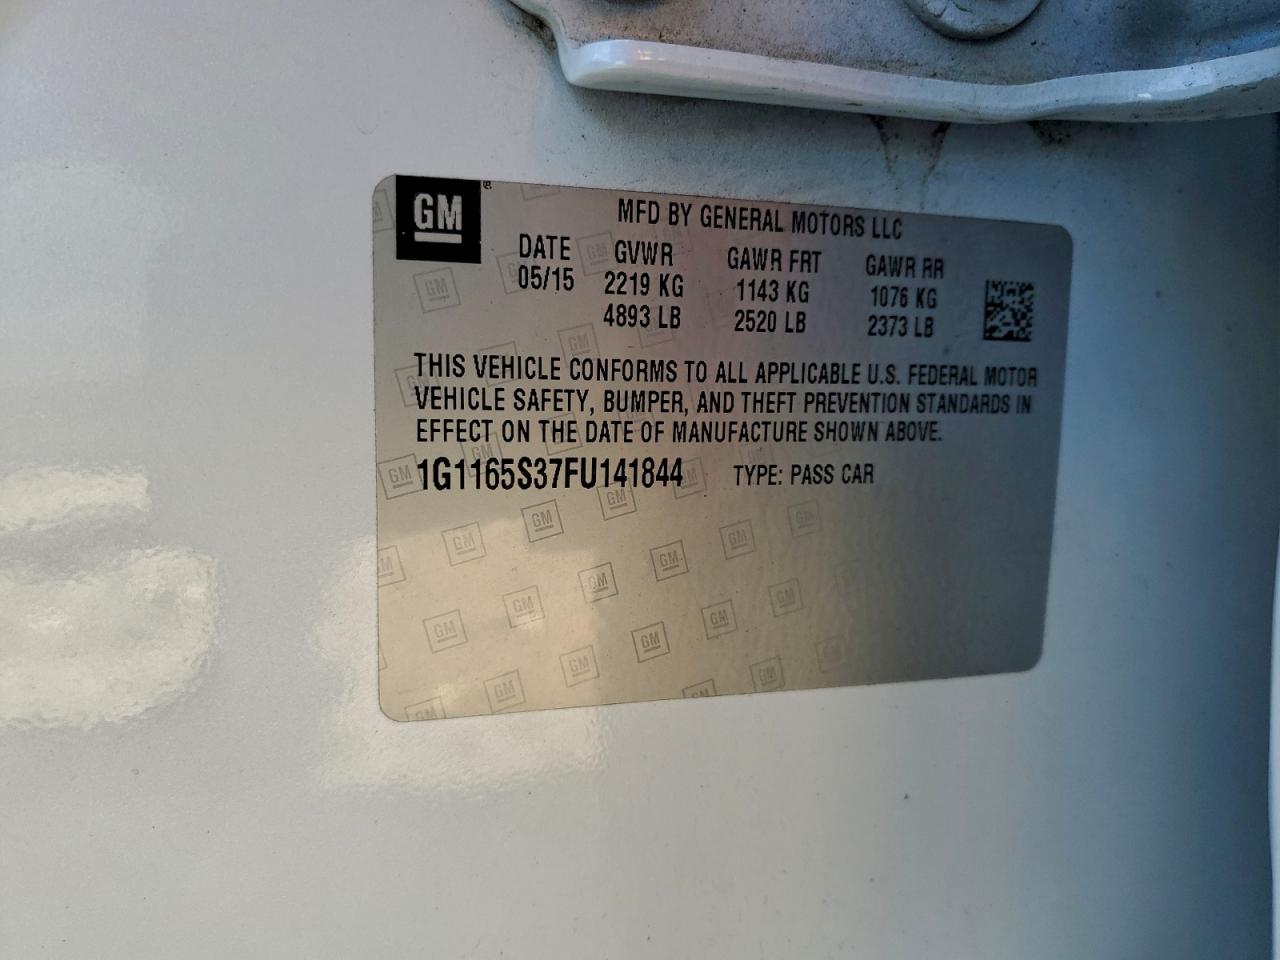 GM
MFD BY GENERAL MOTORS LLC
DATE GVWR GAWR FRT GAWR RR
05/15 2219 KG 1143 KG 1076 KG
4893 LB 2520 LB 2373 LB
THIS VEHICLE CONFORMS TO ALL APPLICABLE U.S. FEDERAL MOTOR
VEHICLE SAFETY, BUMPER, AND THEFT PREVENTION STANDARDS IN
EFFECT ON THE DATE OF MANUFACTURE SHOWN ABOVE.
1G1165S37FU141844 TYPE: PASS CAR